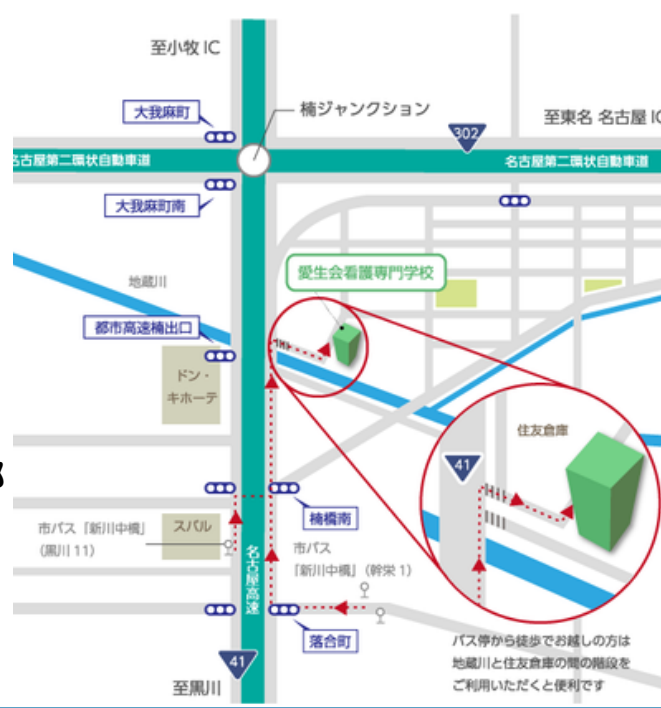 至小牧 IC
大我麻町
楠ジャンクション
302
至東名 名古屋 IC
名古屋第二環状自動車道
名古屋第二環状自動車道
大我麻町南
愛生会看護専門学校
地蔵川
都市高速楠出口
ドン・
キホーテ
住友倉庫
41
楠橋南
市バス『新川中橋』
(黒川 11)
スバル
名古屋高速
市バス
『新川中橋』(幹栄 1)
落合町
41
至黒川
バス停から徒歩でお越しの方は
地蔵川と住友倉庫の間の階段を
ご利用いただくと便利です